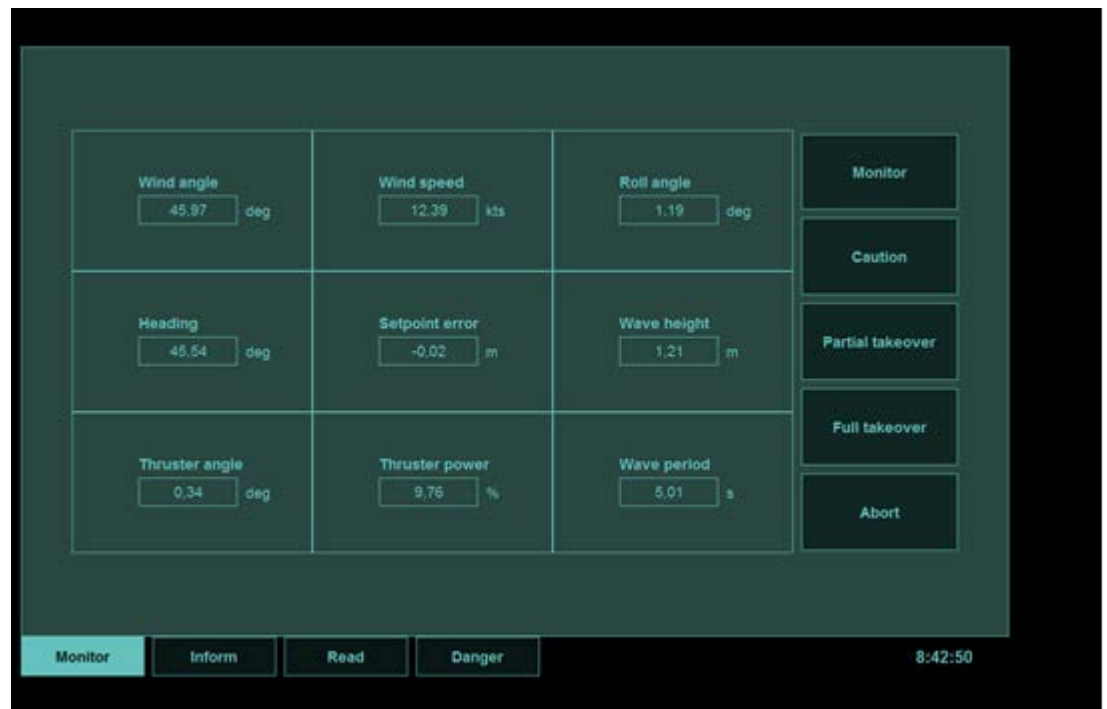 Wind angle
45.97 deg
Wind speed
12.39 kts
Roll angle
1.19 deg
Monitor
Caution
Heading
45.54 deg
Setpoint error
-0,02 m
Wave height
1,21 m
Partial takeover
Full takeover
Thruster angle
0,34 deg
Thruster power
9,76 %
Wave period
5,01 s
Abort
Monitor
Inform
Read
Danger
8:42:50